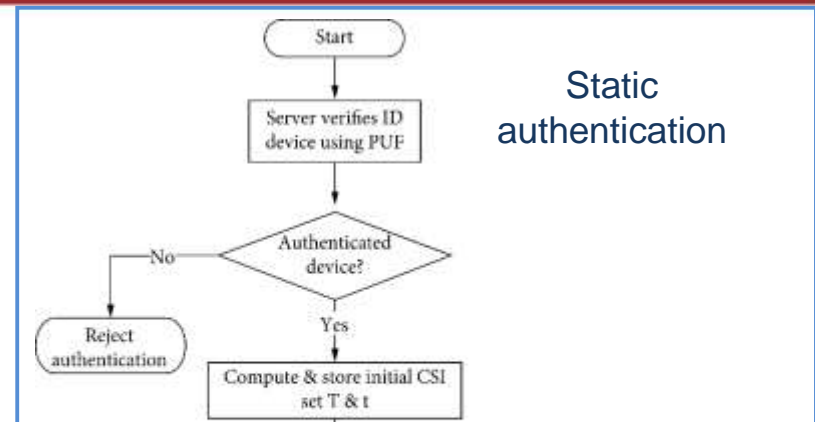 Start
Static
authentication
Server verifies ID
device using PUF
Authenticated
device?
No
Yes
Reject
authentication
Compute & store initial CSI
set T & t